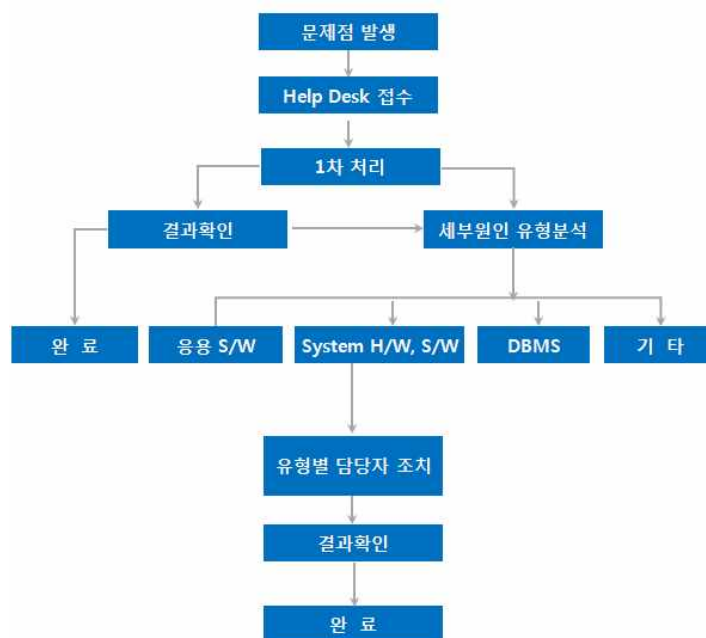 문제점 발생
Help Desk 접수
1차 처리
결과확인
세부원인 유형분석
완 료
응용 S/W
System H/W, S/W
DBMS
기 타
유형별 담당자 조치
결과확인
완 료